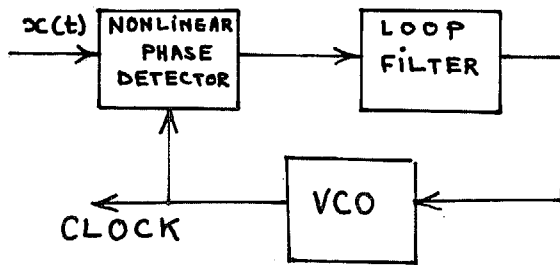 x(t)
NONLINEAR
PHASE
DETECTOR
LOOP
FILTER
VCO
CLOCK